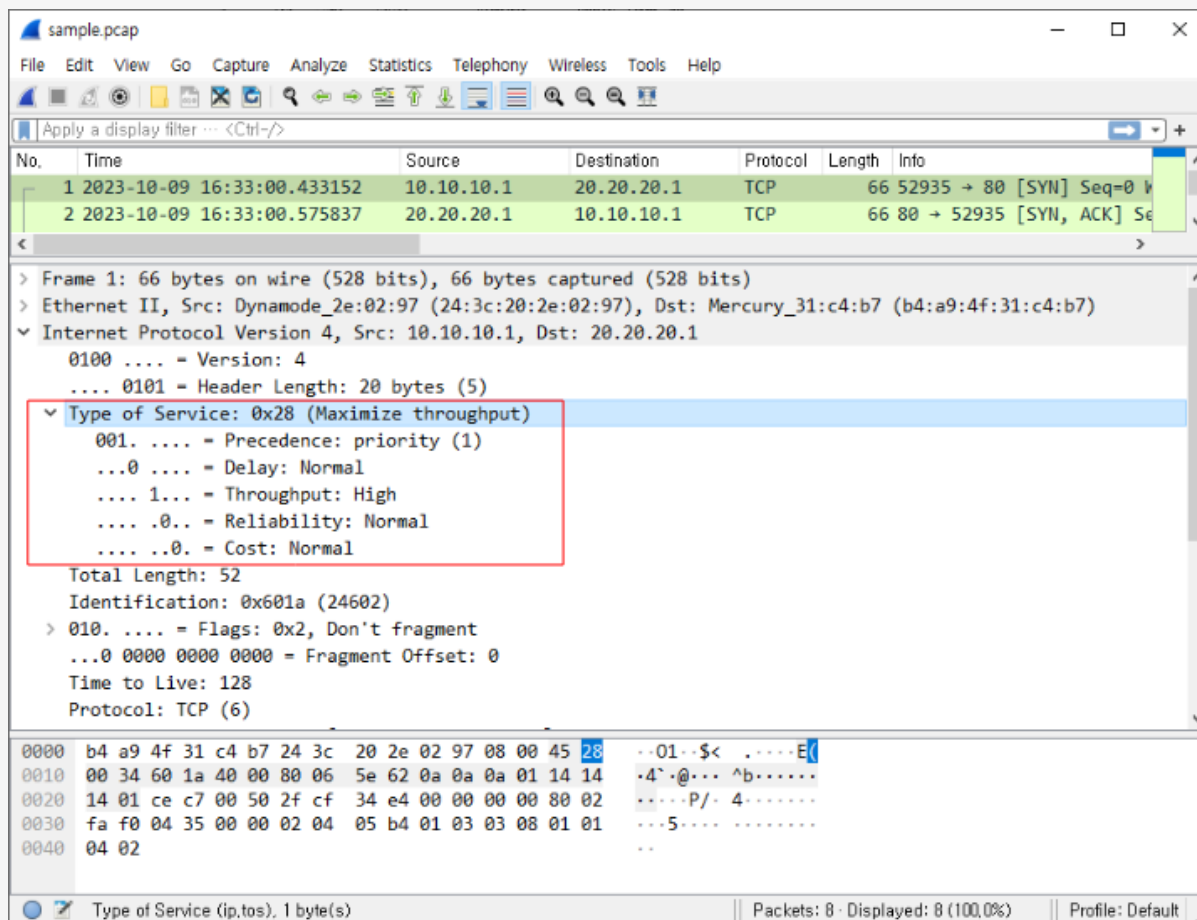 sample.pcap
File Edit View Go Capture Analyze Statistics Telephony Wireless Tools Help
Apply a display filter ··· <Ctrl-/>
No. Time Source Destination Protocol Length Info
1 2023-10-09 16:33:00.433152 10.10.10.1 20.20.20.1 TCP 66 52935 → 80 [SYN] Seq=0
2 2023-10-09 16:33:00.575837 20.20.20.1 10.10.10.1 TCP 66 80 → 52935 [SYN, ACK] Se
Frame 1: 66 bytes on wire (528 bits), 66 bytes captured (528 bits)
Ethernet II, Src: Dynamode_2e:02:97 (24:3c:20:2e:02:97), Dst: Mercury_31:c4:b7 (b4:a9:4f:31:c4:b7)
Internet Protocol Version 4, Src: 10.10.10.1, Dst: 20.20.20.1
0100 .... = Version: 4
.... 0101 = Header Length: 20 bytes (5)
Type of Service: 0x28 (Maximize throughput)
001. .... = Precedence: priority (1)
...0 .... = Delay: Normal
.... 1... = Throughput: High
.... .0.. = Reliability: Normal
.... ..0. = Cost: Normal
Total Length: 52
Identification: 0x601a (24602)
010. .... = Flags: 0x2, Don't fragment
...0 0000 0000 0000 = Fragment Offset: 0
Time to Live: 128
Protocol: TCP (6)
0000 b4 a9 4f 31 c4 b7 24 3c 20 2e 02 97 08 00 45 28 ··O1··$< .····E(
0010 00 34 60 1a 40 00 80 06 5e 62 0a 0a 0a 01 14 14 ·4`·@··· ^b······
0020 14 01 ce c7 00 50 2f cf 34 e4 00 00 00 00 80 02 ·····P/· 4·······
0030 fa f0 04 35 00 00 02 04 05 b4 01 03 03 08 01 01 ···5···· ········
0040 04 02 ··
Type of Service (ip.tos), 1 byte(s) Packets: 8 · Displayed: 8 (100.0%) Profile: Default